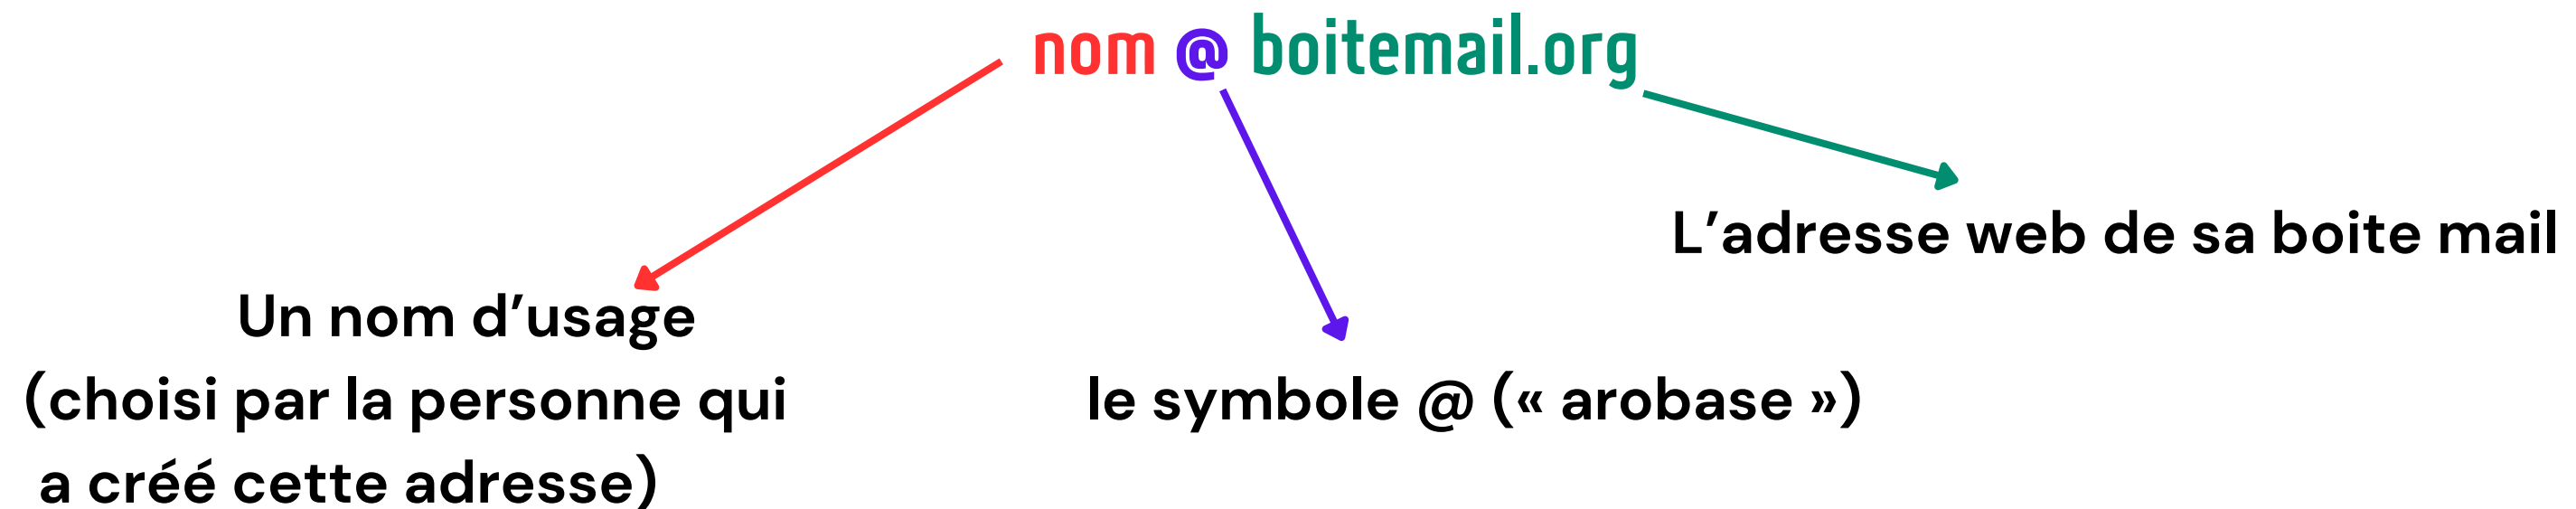 nom @ boitemail.org
L’adresse web de sa boite mail
Un nom d’usage
(choisi par la personne qui
a créé cette adresse)
le symbole @ (« arobase »)